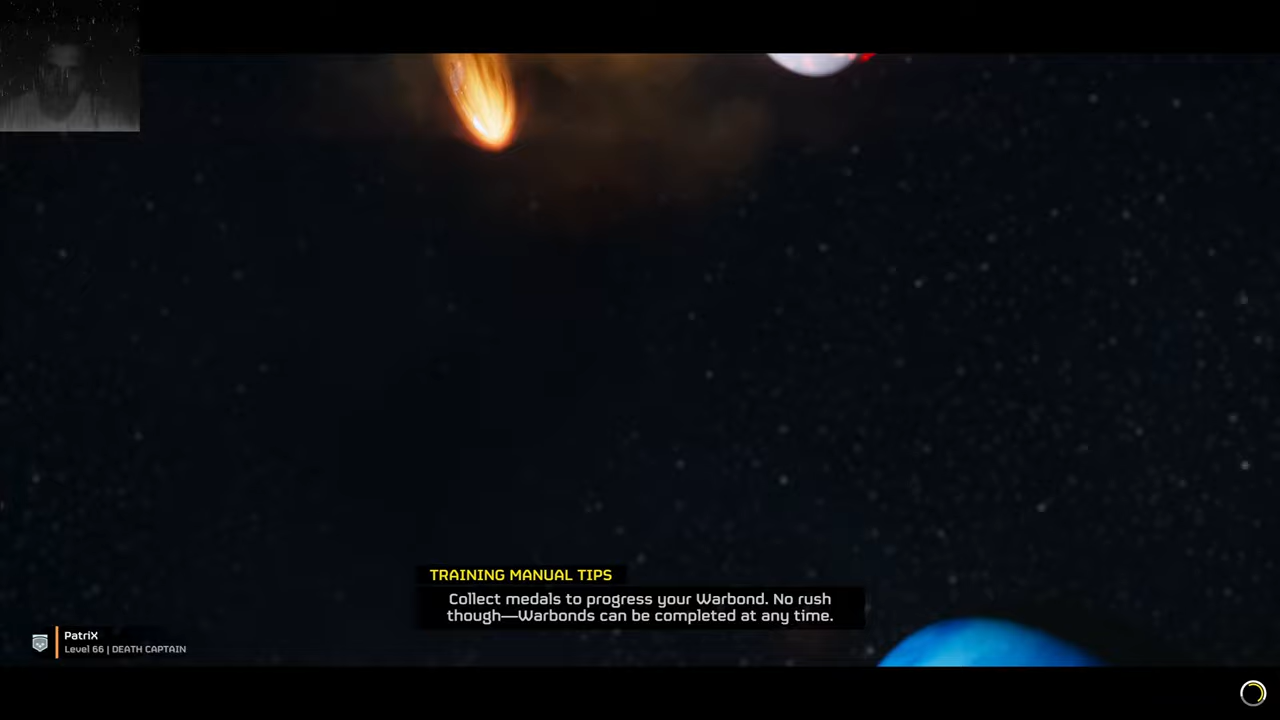 TRAINING MANUAL TIPS
Collect medals to progress your Warbond. No rush
though—Warbonds can be completed at any time.
PatriX
Level 66 | DEATH CAPTAIN